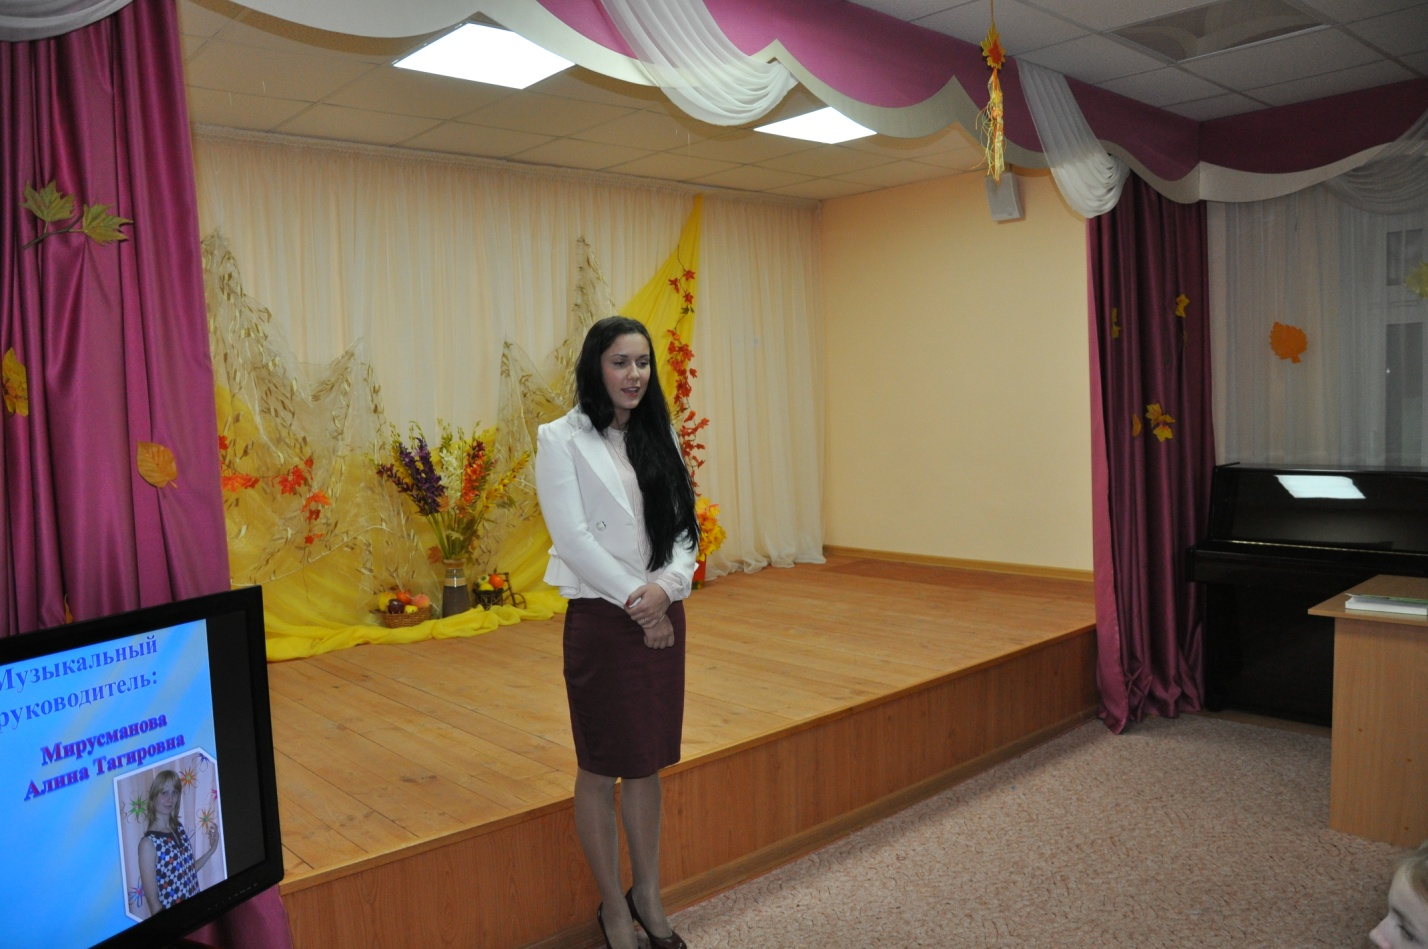 Музыкальный
руководитель:
Мирусманова
Алина Тагировна